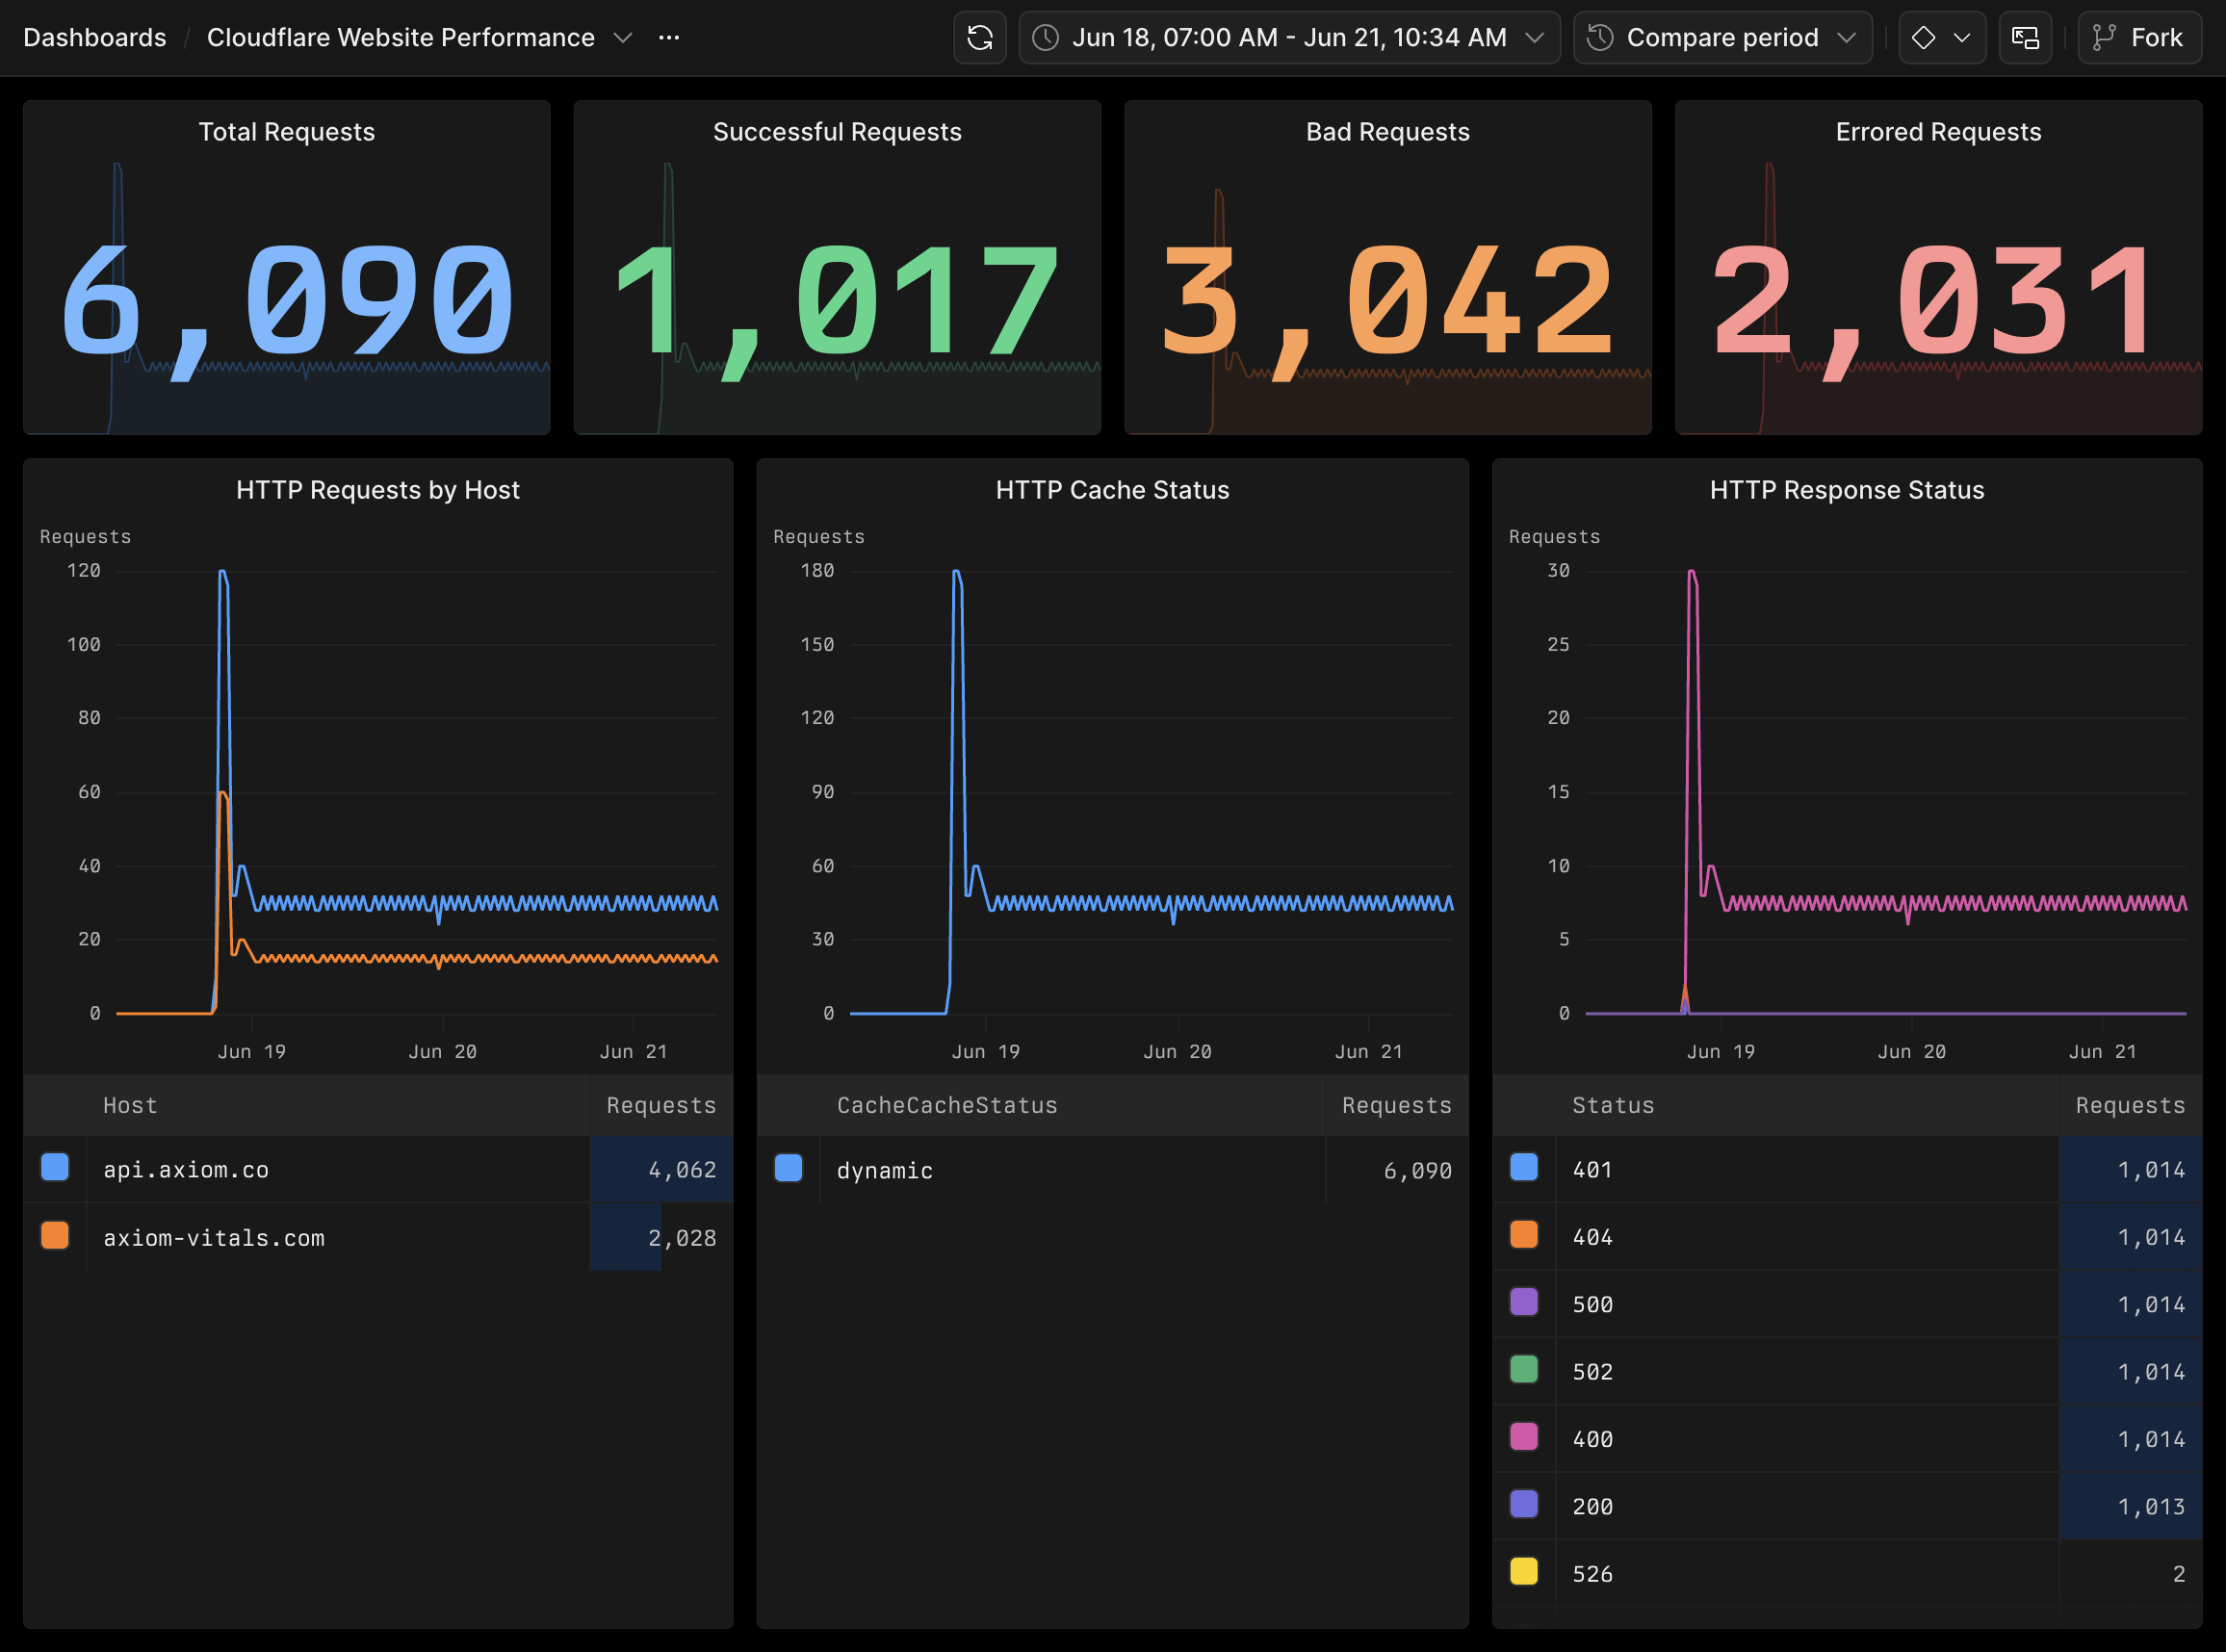 Dashboards / Cloudflare Website Performance ...
Jun 18, 07:00 AM - Jun 21, 10:34 AM
Compare period
Fork
Total Requests
6,090
Successful Requests
1,017
Bad Requests
3,042
Errored Requests
2,031
HTTP Requests by Host
Requests
120
100
80
60
40
20
0
Jun 19 Jun 20 Jun 21
Host Requests
api.axiom.co 4,062
axiom-vitals.com 2,028
HTTP Cache Status
Requests
180
150
120
90
60
30
0
Jun 19 Jun 20 Jun 21
CacheCacheStatus Requests
dynamic 6,090
HTTP Response Status
Requests
30
25
20
15
10
5
0
Jun 19 Jun 20 Jun 21
Status Requests
401 1,014
404 1,014
500 1,014
502 1,014
400 1,014
200 1,013
526 2